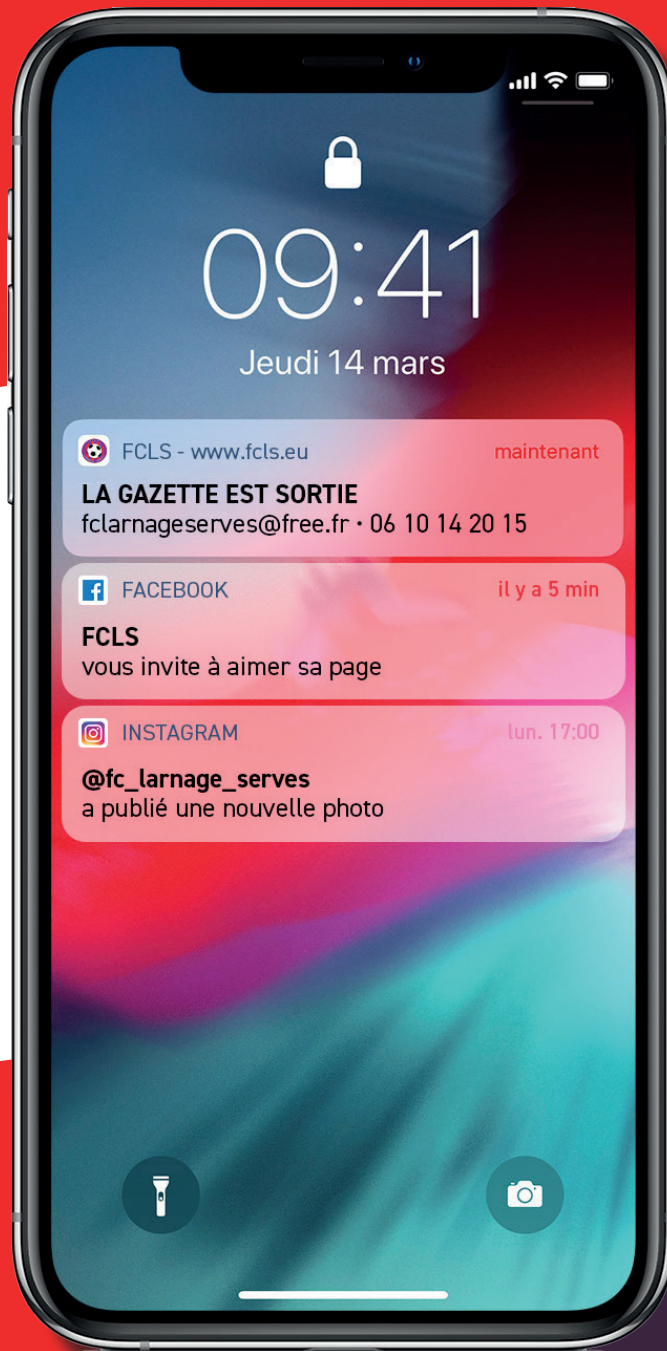 09:41
Jeudi 14 mars
FCLS - www.fcls.eu maintenant
LA GAZETTE EST SORTIE
fclarnageserves@free.fr • 06 10 14 20 15
FACEBOOK il y a 5 min
FCLS
vous invite à aimer sa page
INSTAGRAM lun. 17:00
@fc_larnage_serves
a publié une nouvelle photo